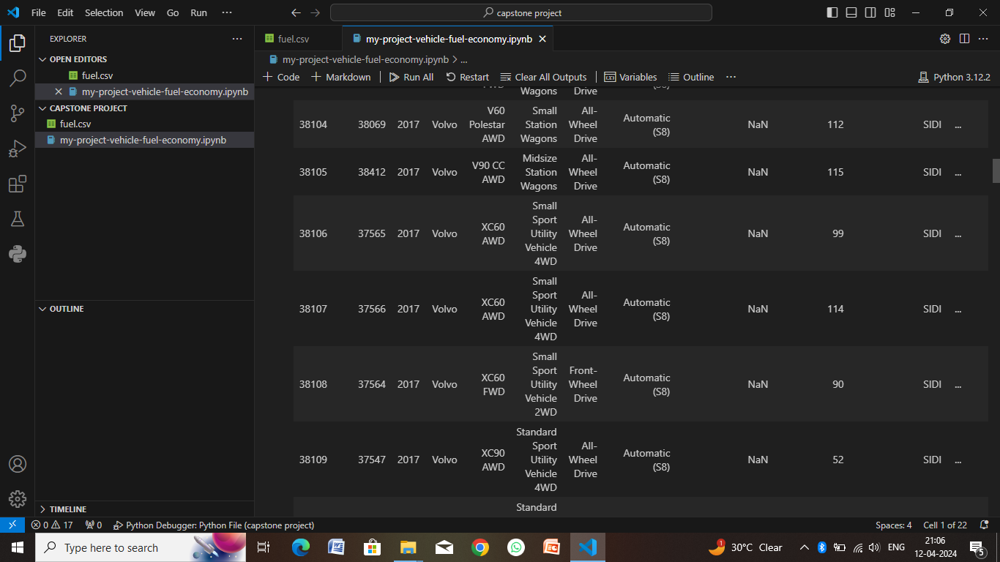 File Edit Selection View Go Run ··· capstone project
EXPLORER ···
OPEN EDITORS
fuel.csv
my-project-vehicle-fuel-economy.ipynb
CAPSTONE PROJECT
fuel.csv
my-project-vehicle-fuel-economy.ipynb
OUTLINE
TIMELINE
fuel.csv my-project-vehicle-fuel-economy.ipynb ···
my-project-vehicle-fuel-economy.ipynb > ...
+ Code + Markdown | Run All Restart Clear All Outputs | Variables Outline ··· Python 3.12.2
Wagons Drive
V60 Small All-
38104 38069 2017 Volvo Polestar Station Wheel Automatic (S8) NaN 112 SIDI ...
AWD Wagons Drive
Midsize All-
38105 38412 2017 Volvo V90 CC AWD Station Wheel Automatic (S8) NaN 115 SIDI ...
Wagons Drive
Small
Sport All-
38106 37565 2017 Volvo XC60 AWD Utility Wheel Automatic (S8) NaN 99 SIDI ...
Vehicle Drive
4WD
Small
Sport All-
38107 37566 2017 Volvo XC60 AWD Utility Wheel Automatic (S8) NaN 114 SIDI ...
Vehicle Drive
4WD
Small
Sport Front-
38108 37564 2017 Volvo XC60 FWD Utility Wheel Automatic (S8) NaN 90 SIDI ...
Vehicle Drive
2WD
Standard
Sport All-
38109 37547 2017 Volvo XC90 AWD Utility Wheel Automatic (S8) NaN 52 SIDI ...
Vehicle Drive
4WD
Standard
0 17 0 Python Debugger: Python File (capstone project) Spaces: 4 Cell 1 of 22
Type here to search 1 30°C Clear ENG 21:06
12-04-2024 5